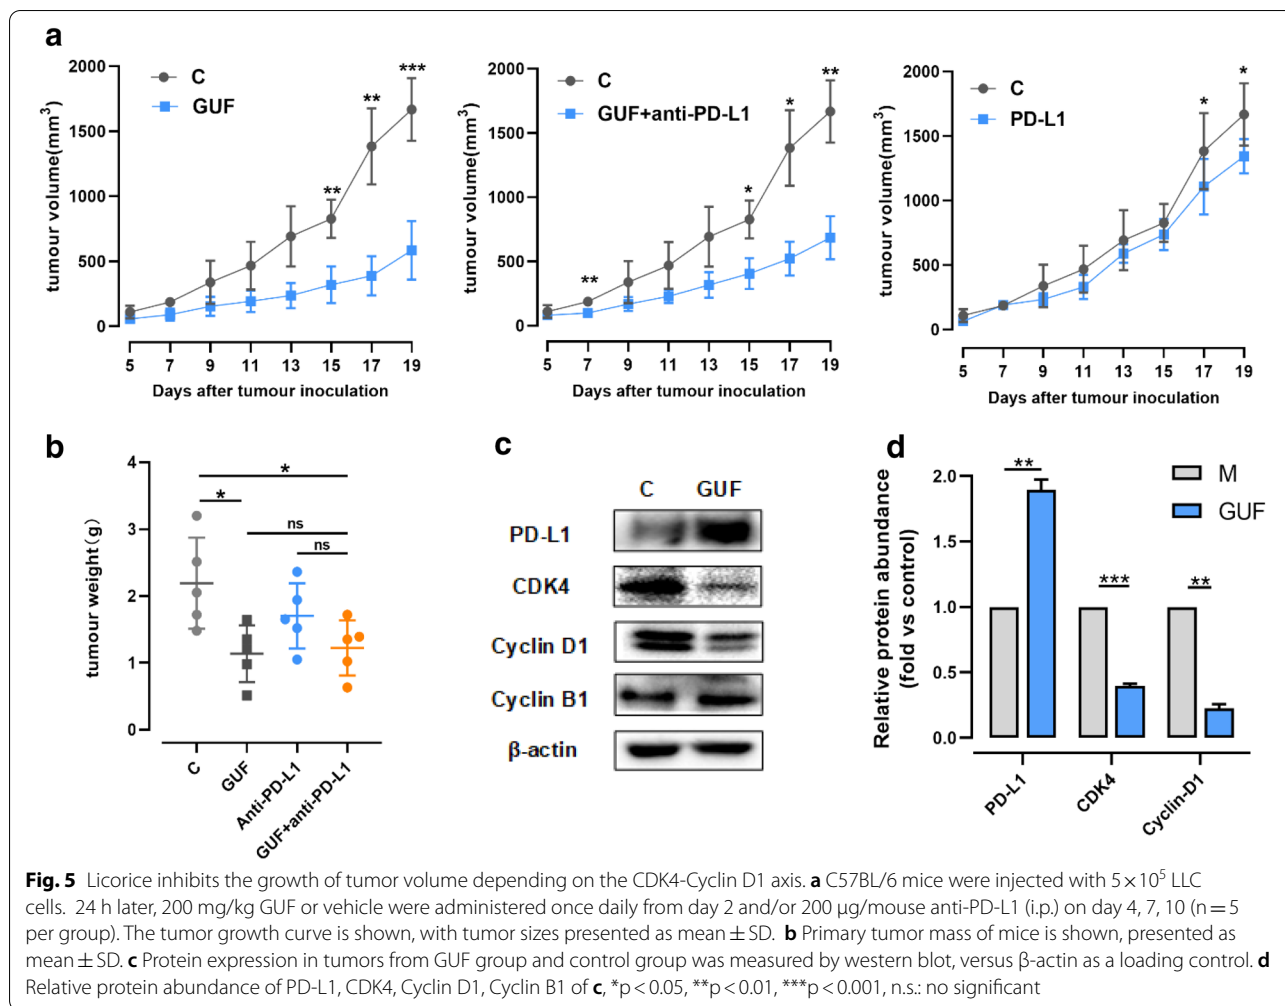 a
2000
1500
1000
500
0
tumour volume(mm³)
C
GUF
**
**
***
5 7 9 11 13 15 17 19
Days after tumour inoculation
2000
1500
1000
500
0
tumour volume(mm³)
C
GUF+anti-PD-L1
**
*
*
**
5 7 9 11 13 15 17 19
Days after tumour inoculation
2000
1500
1000
500
0
tumour volume(mm³)
C
PD-L1
*
*
5 7 9 11 13 15 17 19
Days after tumour inoculation
b
4
3
2
1
0
tumour weight(g)
*
*
ns
ns
C
GUF
Anti-PD-L1
GUF+anti-PD-L1
c
C GUF
PD-L1
CDK4
Cyclin D1
Cyclin B1
β-actin
d
2.0
1.5
1.0
0.5
0.0
Relative protein abundance
(fold vs control)
M
GUF
**
***
**
PD-L1
CDK4
Cyclin-D1
Fig. 5 Licorice inhibits the growth of tumor volume depending on the CDK4-Cyclin D1 axis. a C57BL/6 mice were injected with 5 × 10⁵ LLC
cells. 24 h later, 200 mg/kg GUF or vehicle were administered once daily from day 2 and/or 200 μg/mouse anti-PD-L1 (i.p.) on day 4, 7, 10 (n = 5
per group). The tumor growth curve is shown, with tumor sizes presented as mean ± SD. b Primary tumor mass of mice is shown, presented as
mean ± SD. c Protein expression in tumors from GUF group and control group was measured by western blot, versus β-actin as a loading control. d
Relative protein abundance of PD-L1, CDK4, Cyclin D1, Cyclin B1 of c, *p < 0.05, **p < 0.01, ***p < 0.001, n.s.: no significant